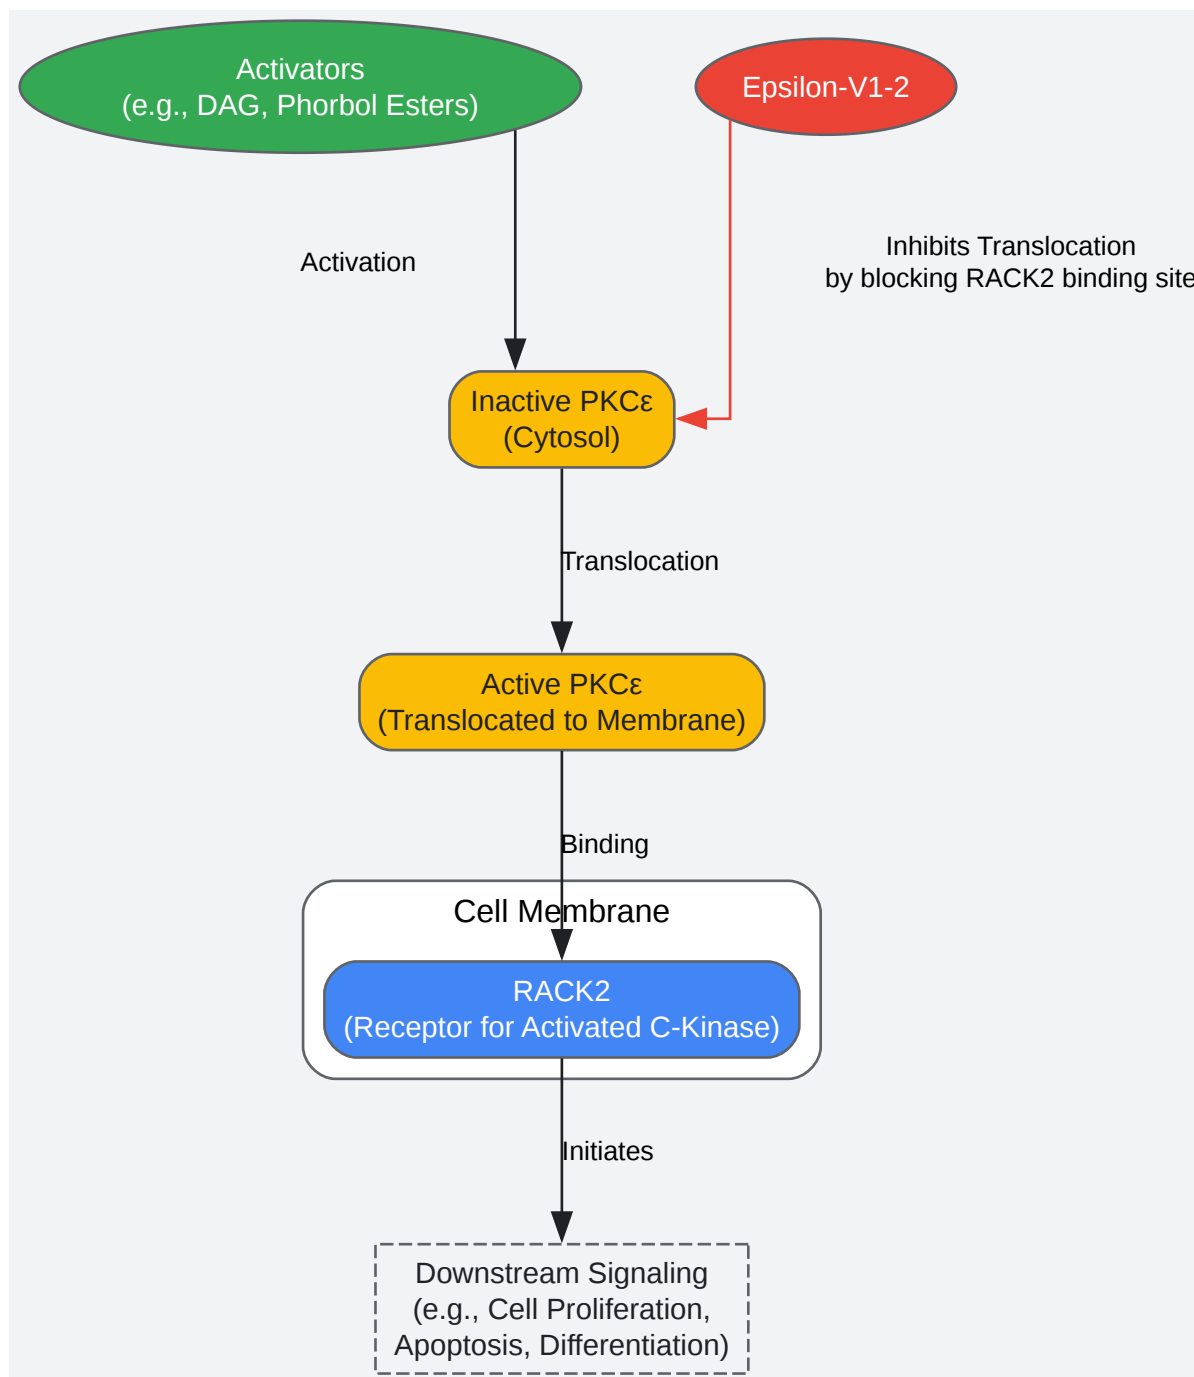 Activators
(e.g., DAG, Phorbol Esters)
Epsilon-V1-2
Activation
Inhibits Translocation
by blocking RACK2 binding site
Inactive PKCε
(Cytosol)
Translocation
Active PKCε
(Translocated to Membrane)
Binding
Cell Membrane
RACK2
(Receptor for Activated C-Kinase)
Initiates
Downstream Signaling
(e.g., Cell Proliferation,
Apoptosis, Differentiation)